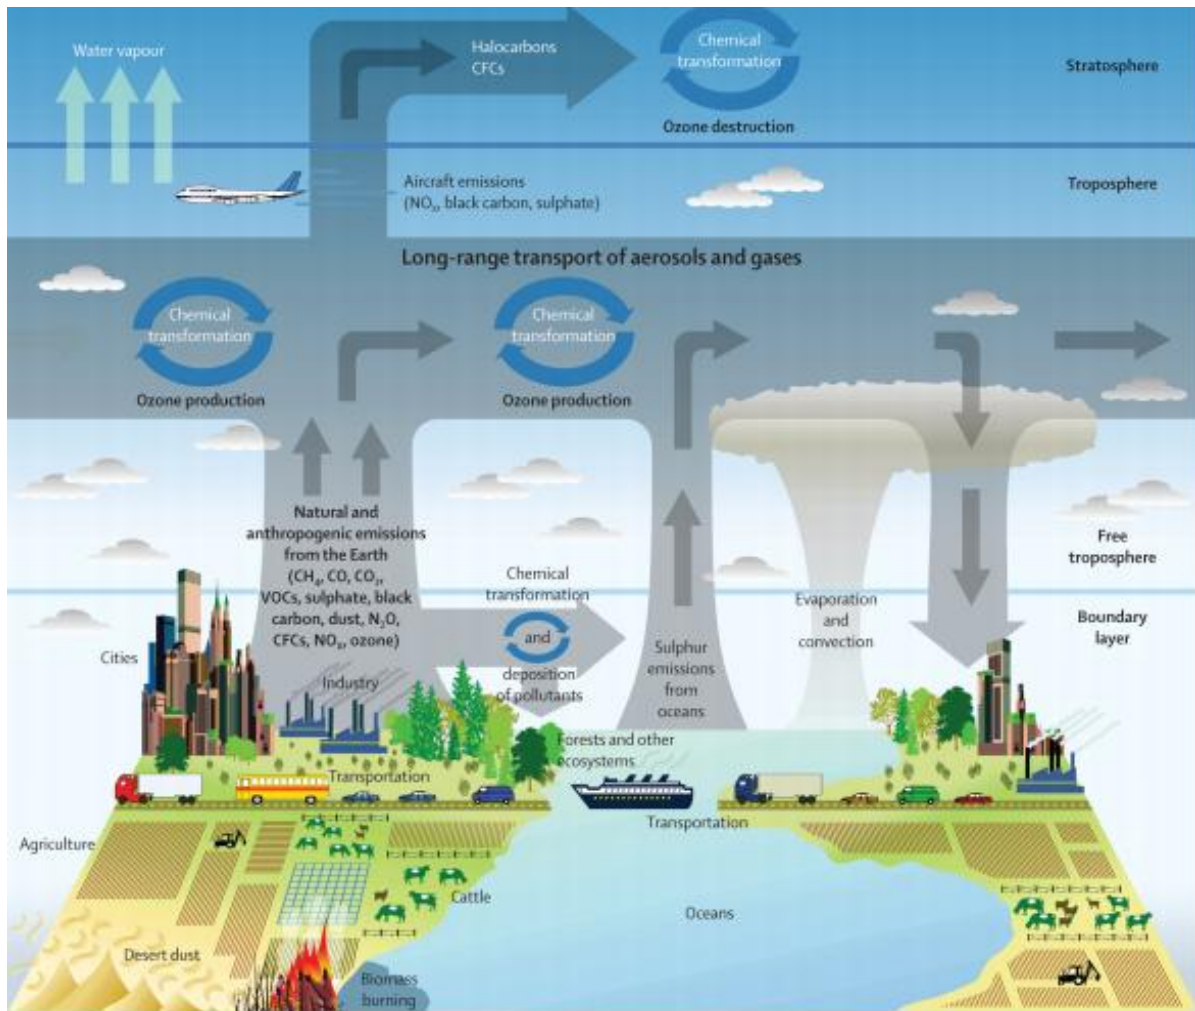 Water vapour
Halocarbons
CFCs
Chemical
transformation
Stratosphere
Ozone destruction
Aircraft emissions
(NOₓ, black carbon, sulphate)
Troposphere
Long-range transport of aerosols and gases
Chemical
transformation
Ozone production
Chemical
transformation
Ozone production
Natural and
anthropogenic emissions
from the Earth
(CH₄, CO, CO₂,
VOCs, sulphate, black
carbon, dust, N₂O,
CFCs, NOₓ, ozone)
Free
troposphere
Chemical
transformation
and
deposition
of pollutants
Evaporation
and
convection
Boundary
layer
Sulphur
emissions
from
oceans
Cities
Industry
Forests and other
ecosystems
Transportation
Transportation
Agriculture
Cattle
Oceans
Desert dust
Biomass
burning